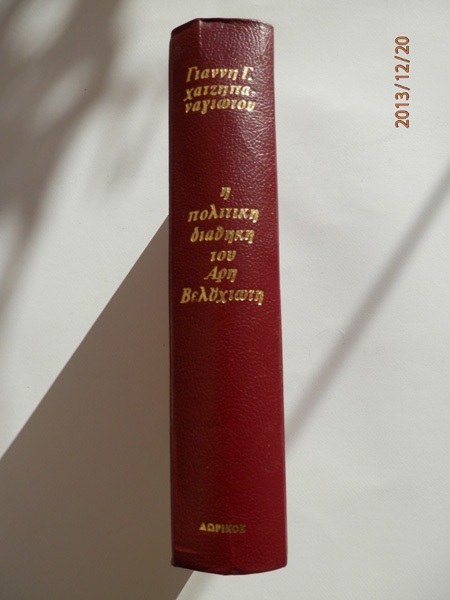 Γιαννη Γ.
χατζηπα-
ναγιωτου
η
πολιτικη
διαθηκη
του
Αρη
Βελουχιωτη
ΔΩΡΙΚΟΣ
2013/12/20